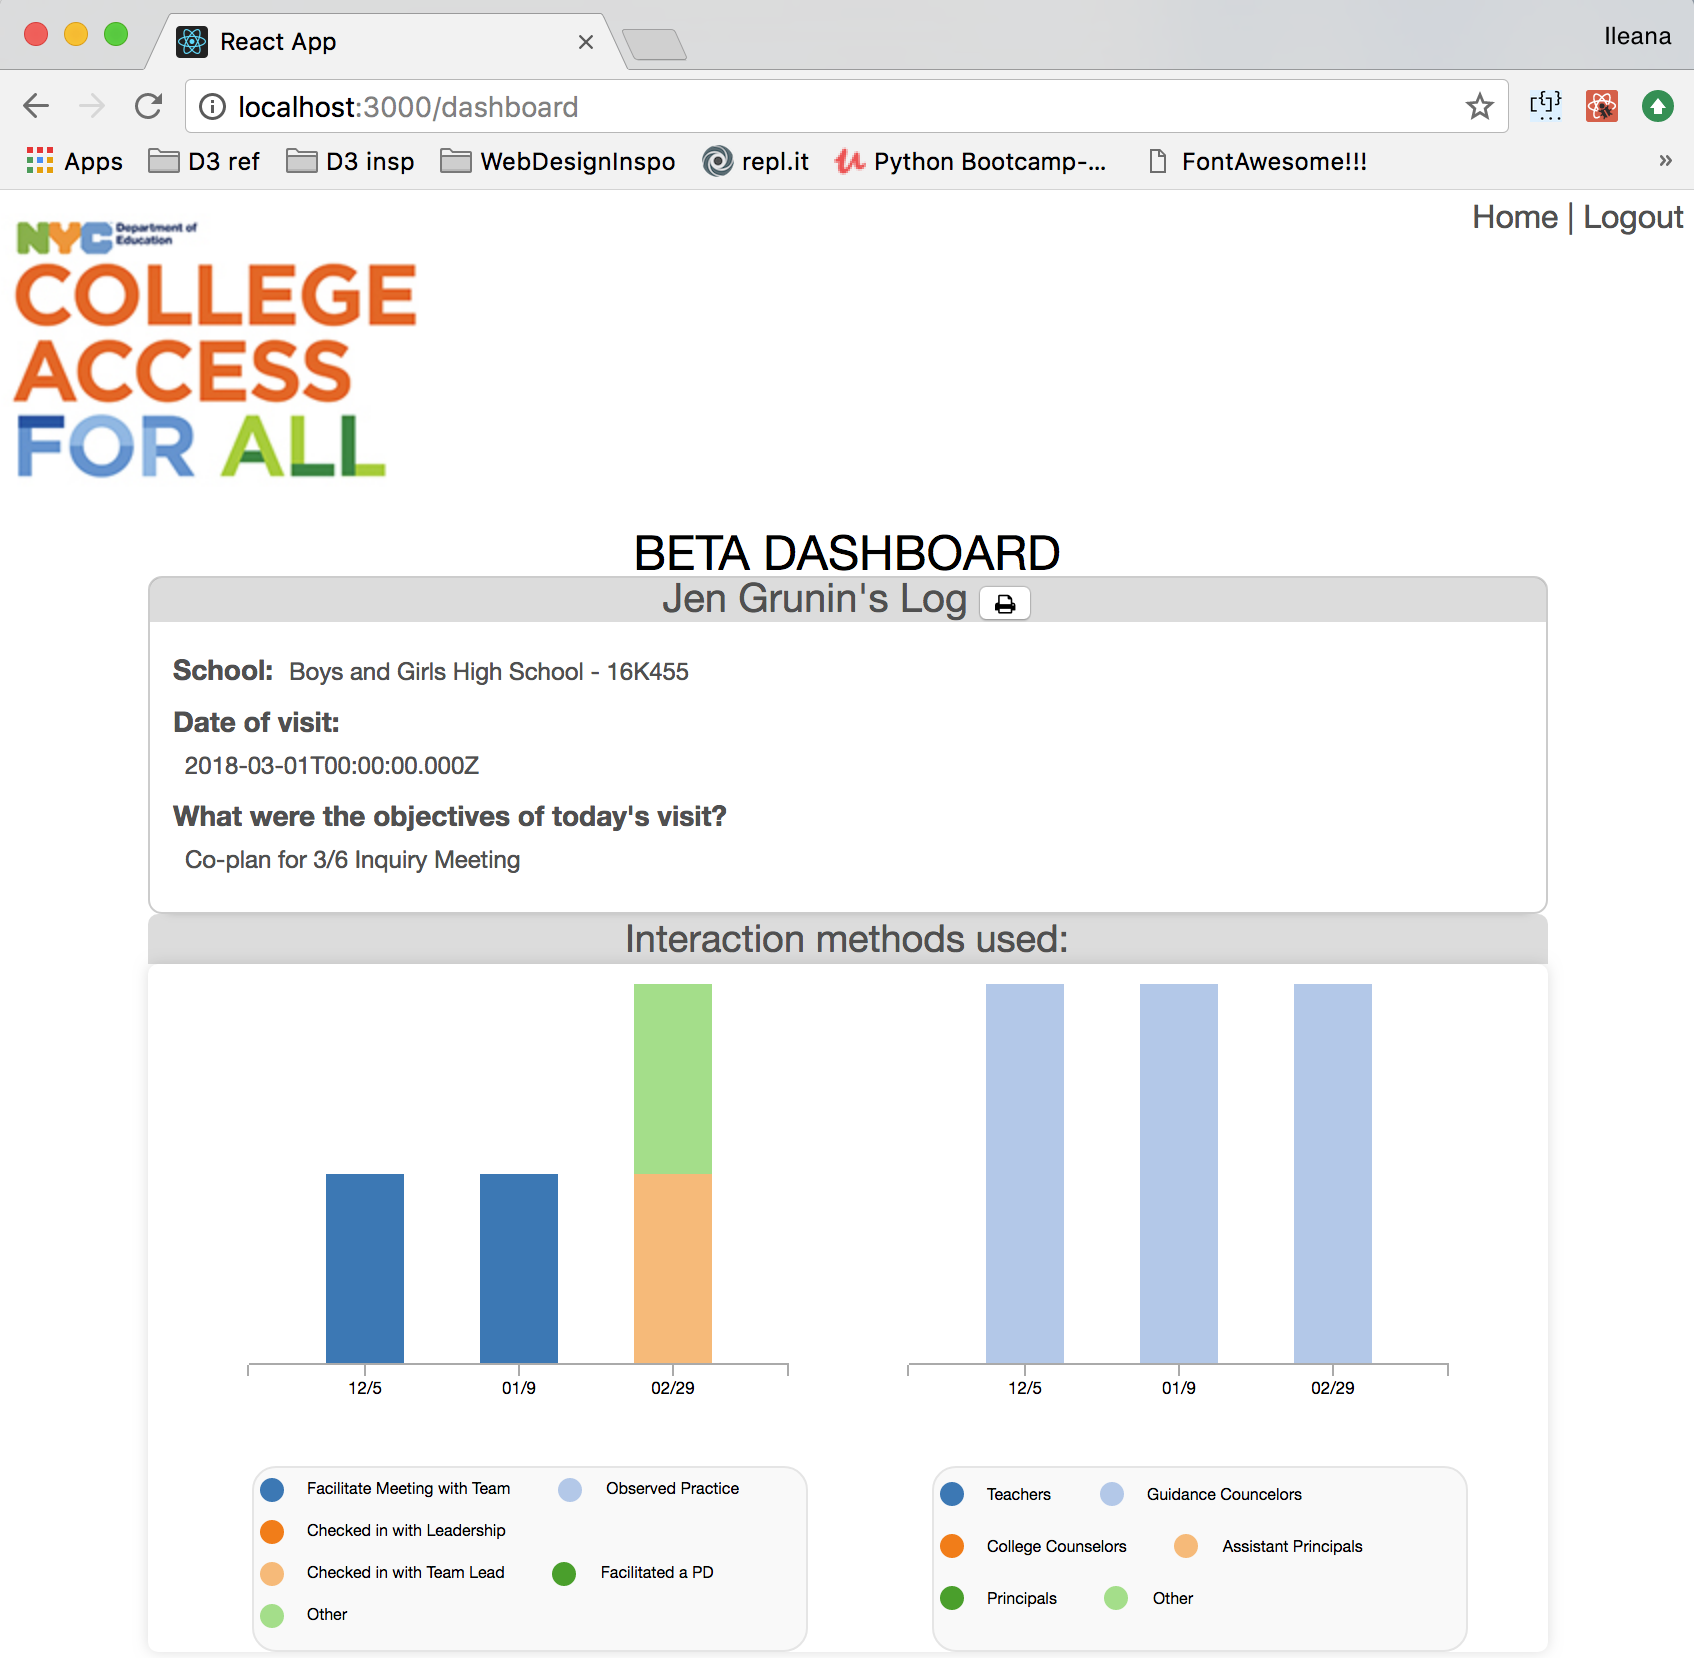 React App
Ileana
localhost:3000/dashboard
Apps D3 ref D3 insp WebDesignInspo repl.it Python Bootcamp-... FontAwesome!!! »
Home | Logout
NYC Department of Education
COLLEGE
ACCESS
FOR ALL
BETA DASHBOARD
Jen Grunin's Log
School: Boys and Girls High School - 16K455
Date of visit:
2018-03-01T00:00:00.000Z
What were the objectives of today's visit?
Co-plan for 3/6 Inquiry Meeting
Interaction methods used:
12/5 01/9 02/29
12/5 01/9 02/29
Facilitate Meeting with Team Observed Practice
Checked in with Leadership
Checked in with Team Lead Facilitated a PD
Other
Teachers Guidance Councelors
College Counselors Assistant Principals
Principals Other